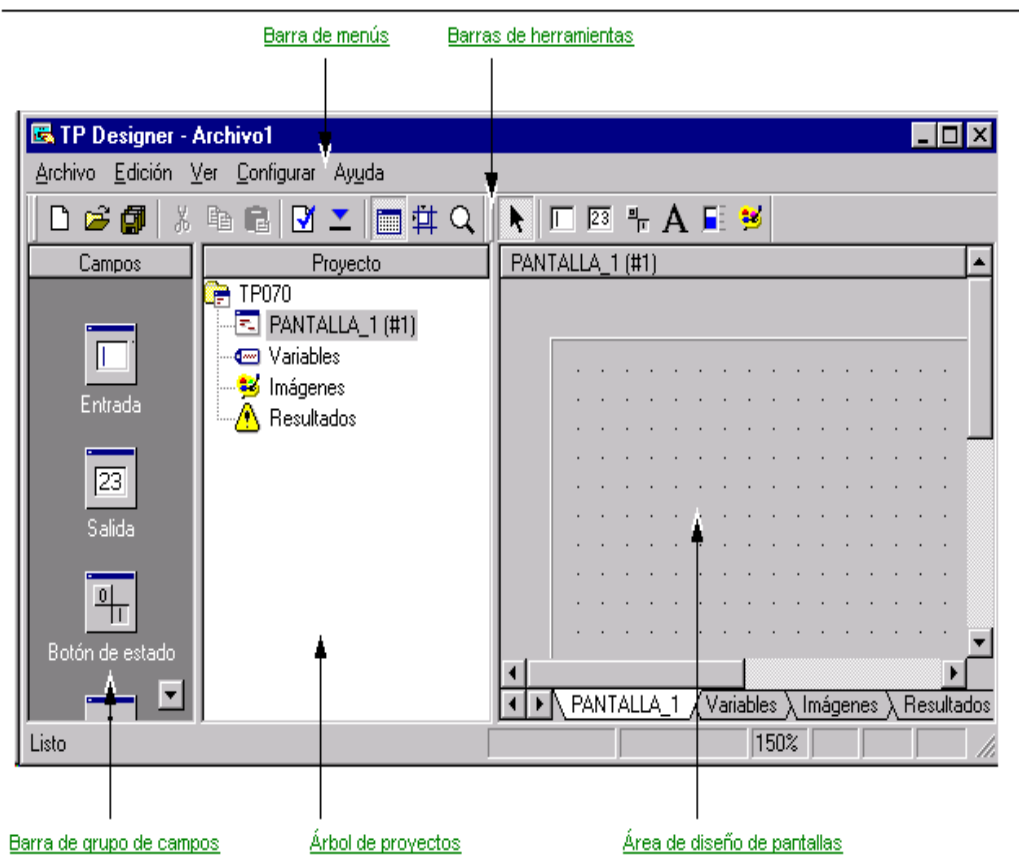 Barra de menús
Barras de herramientas
TP Designer - Archivo1
Archivo Edición Ver Configurar Ayuda
23
A
Campos
Proyecto
PANTALLA_1 (#1)
TP070
PANTALLA_1 (#1)
Variables
Imágenes
Resultados
Entrada
23
Salida
0
I
Botón de estado
PANTALLA_1
Variables
Imágenes
Resultados
Listo
150%
Barra de grupo de campos
Árbol de proyectos
Área de diseño de pantallas